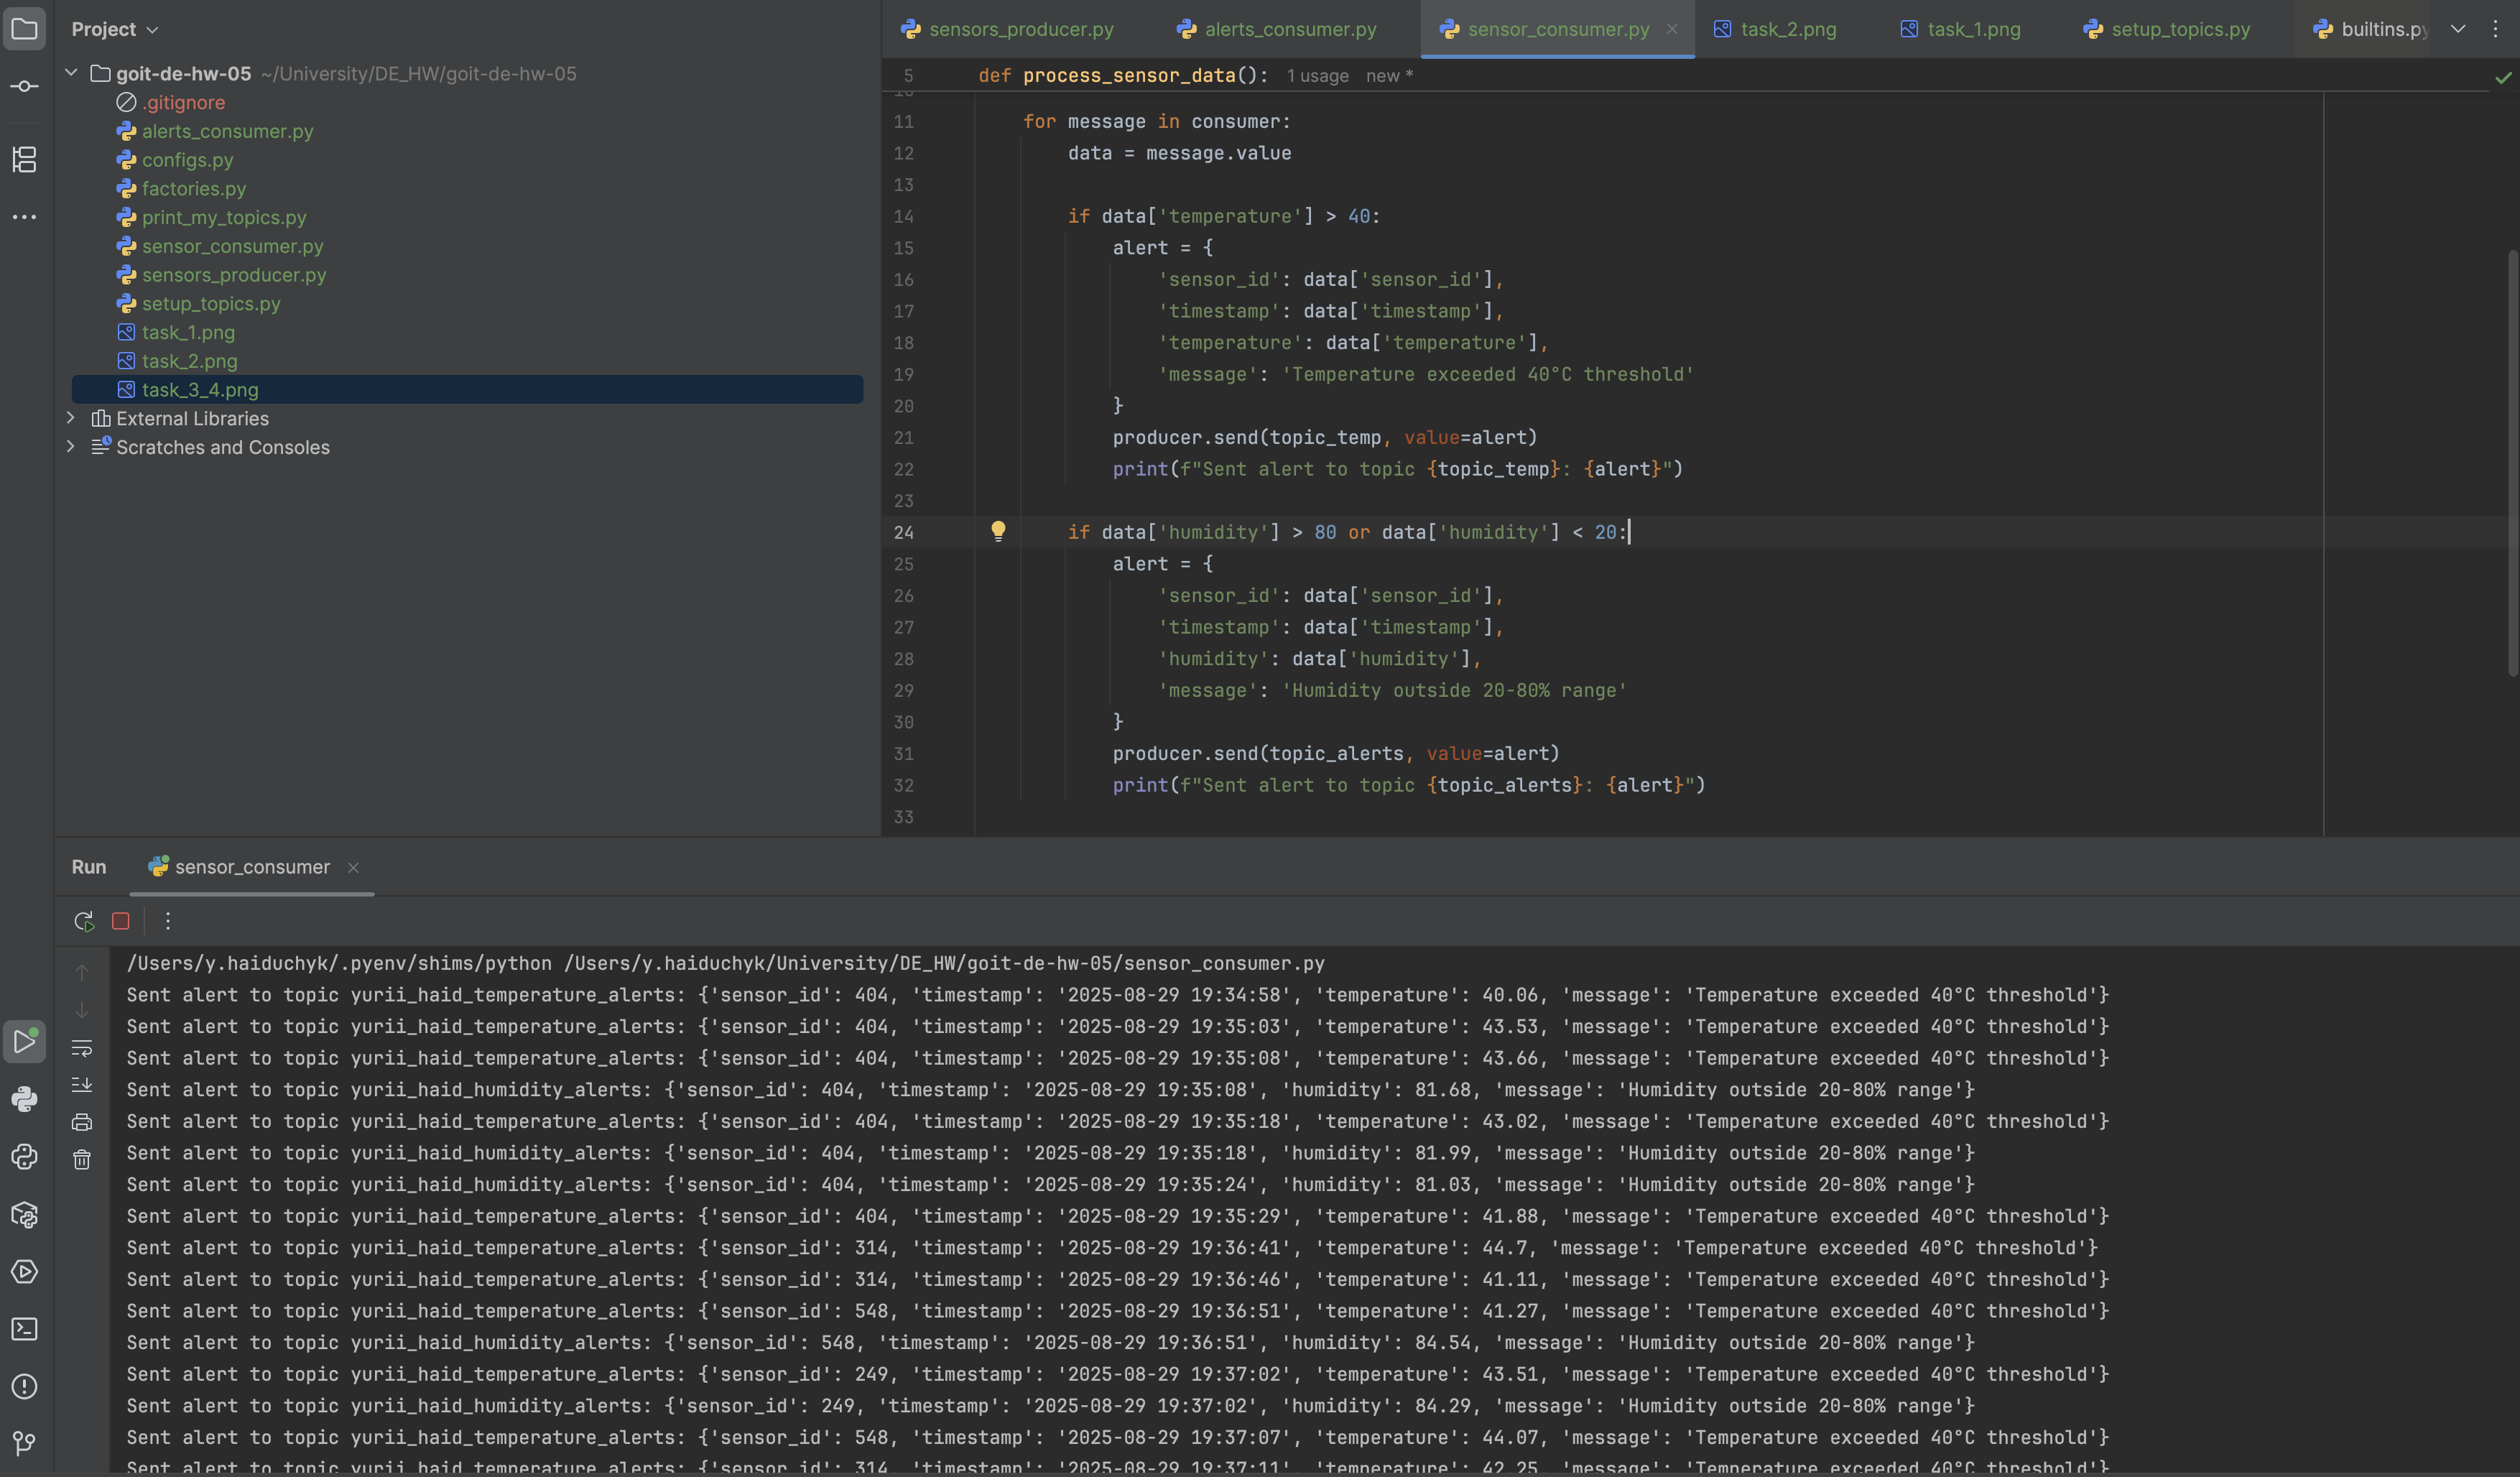 Project
sensors_producer.py
alerts_consumer.py
sensor_consumer.py
task_2.png
task_1.png
setup_topics.py
builtins.py
goit-de-hw-05 ~/University/DE_HW/goit-de-hw-05
.gitignore
alerts_consumer.py
configs.py
factories.py
print_my_topics.py
sensor_consumer.py
sensors_producer.py
setup_topics.py
task_1.png
task_2.png
task_3_4.png
External Libraries
Scratches and Consoles
5 def process_sensor_data(): 1 usage new *
11 for message in consumer:
12 data = message.value
13
14 if data['temperature'] > 40:
15 alert = {
16 'sensor_id': data['sensor_id'],
17 'timestamp': data['timestamp'],
18 'temperature': data['temperature'],
19 'message': 'Temperature exceeded 40°C threshold'
20 }
21 producer.send(topic_temp, value=alert)
22 print(f"Sent alert to topic {topic_temp}: {alert}")
23
24 if data['humidity'] > 80 or data['humidity'] < 20:
25 alert = {
26 'sensor_id': data['sensor_id'],
27 'timestamp': data['timestamp'],
28 'humidity': data['humidity'],
29 'message': 'Humidity outside 20-80% range'
30 }
31 producer.send(topic_alerts, value=alert)
32 print(f"Sent alert to topic {topic_alerts}: {alert}")
33
Run
sensor_consumer
/Users/y.haiduchyk/.pyenv/shims/python /Users/y.haiduchyk/University/DE_HW/goit-de-hw-05/sensor_consumer.py
Sent alert to topic yurii_haid_temperature_alerts: {'sensor_id': 404, 'timestamp': '2025-08-29 19:34:58', 'temperature': 40.06, 'message': 'Temperature exceeded 40°C threshold'}
Sent alert to topic yurii_haid_temperature_alerts: {'sensor_id': 404, 'timestamp': '2025-08-29 19:35:03', 'temperature': 43.53, 'message': 'Temperature exceeded 40°C threshold'}
Sent alert to topic yurii_haid_temperature_alerts: {'sensor_id': 404, 'timestamp': '2025-08-29 19:35:08', 'temperature': 43.66, 'message': 'Temperature exceeded 40°C threshold'}
Sent alert to topic yurii_haid_humidity_alerts: {'sensor_id': 404, 'timestamp': '2025-08-29 19:35:08', 'humidity': 81.68, 'message': 'Humidity outside 20-80% range'}
Sent alert to topic yurii_haid_temperature_alerts: {'sensor_id': 404, 'timestamp': '2025-08-29 19:35:18', 'temperature': 43.02, 'message': 'Temperature exceeded 40°C threshold'}
Sent alert to topic yurii_haid_humidity_alerts: {'sensor_id': 404, 'timestamp': '2025-08-29 19:35:18', 'humidity': 81.99, 'message': 'Humidity outside 20-80% range'}
Sent alert to topic yurii_haid_humidity_alerts: {'sensor_id': 404, 'timestamp': '2025-08-29 19:35:24', 'humidity': 81.03, 'message': 'Humidity outside 20-80% range'}
Sent alert to topic yurii_haid_temperature_alerts: {'sensor_id': 404, 'timestamp': '2025-08-29 19:35:29', 'temperature': 41.88, 'message': 'Temperature exceeded 40°C threshold'}
Sent alert to topic yurii_haid_temperature_alerts: {'sensor_id': 314, 'timestamp': '2025-08-29 19:36:41', 'temperature': 44.7, 'message': 'Temperature exceeded 40°C threshold'}
Sent alert to topic yurii_haid_temperature_alerts: {'sensor_id': 314, 'timestamp': '2025-08-29 19:36:46', 'temperature': 41.11, 'message': 'Temperature exceeded 40°C threshold'}
Sent alert to topic yurii_haid_temperature_alerts: {'sensor_id': 548, 'timestamp': '2025-08-29 19:36:51', 'temperature': 41.27, 'message': 'Temperature exceeded 40°C threshold'}
Sent alert to topic yurii_haid_humidity_alerts: {'sensor_id': 548, 'timestamp': '2025-08-29 19:36:51', 'humidity': 84.54, 'message': 'Humidity outside 20-80% range'}
Sent alert to topic yurii_haid_temperature_alerts: {'sensor_id': 249, 'timestamp': '2025-08-29 19:37:02', 'temperature': 43.51, 'message': 'Temperature exceeded 40°C threshold'}
Sent alert to topic yurii_haid_humidity_alerts: {'sensor_id': 249, 'timestamp': '2025-08-29 19:37:02', 'humidity': 84.29, 'message': 'Humidity outside 20-80% range'}
Sent alert to topic yurii_haid_temperature_alerts: {'sensor_id': 548, 'timestamp': '2025-08-29 19:37:07', 'temperature': 44.07, 'message': 'Temperature exceeded 40°C threshold'}
Sent alert to topic yurii_haid_temperature_alerts: {'sensor_id': 314, 'timestamp': '2025-08-29 19:37:11', 'temperature': 42.25, 'message': 'Temperature exceeded 40°C threshold'}